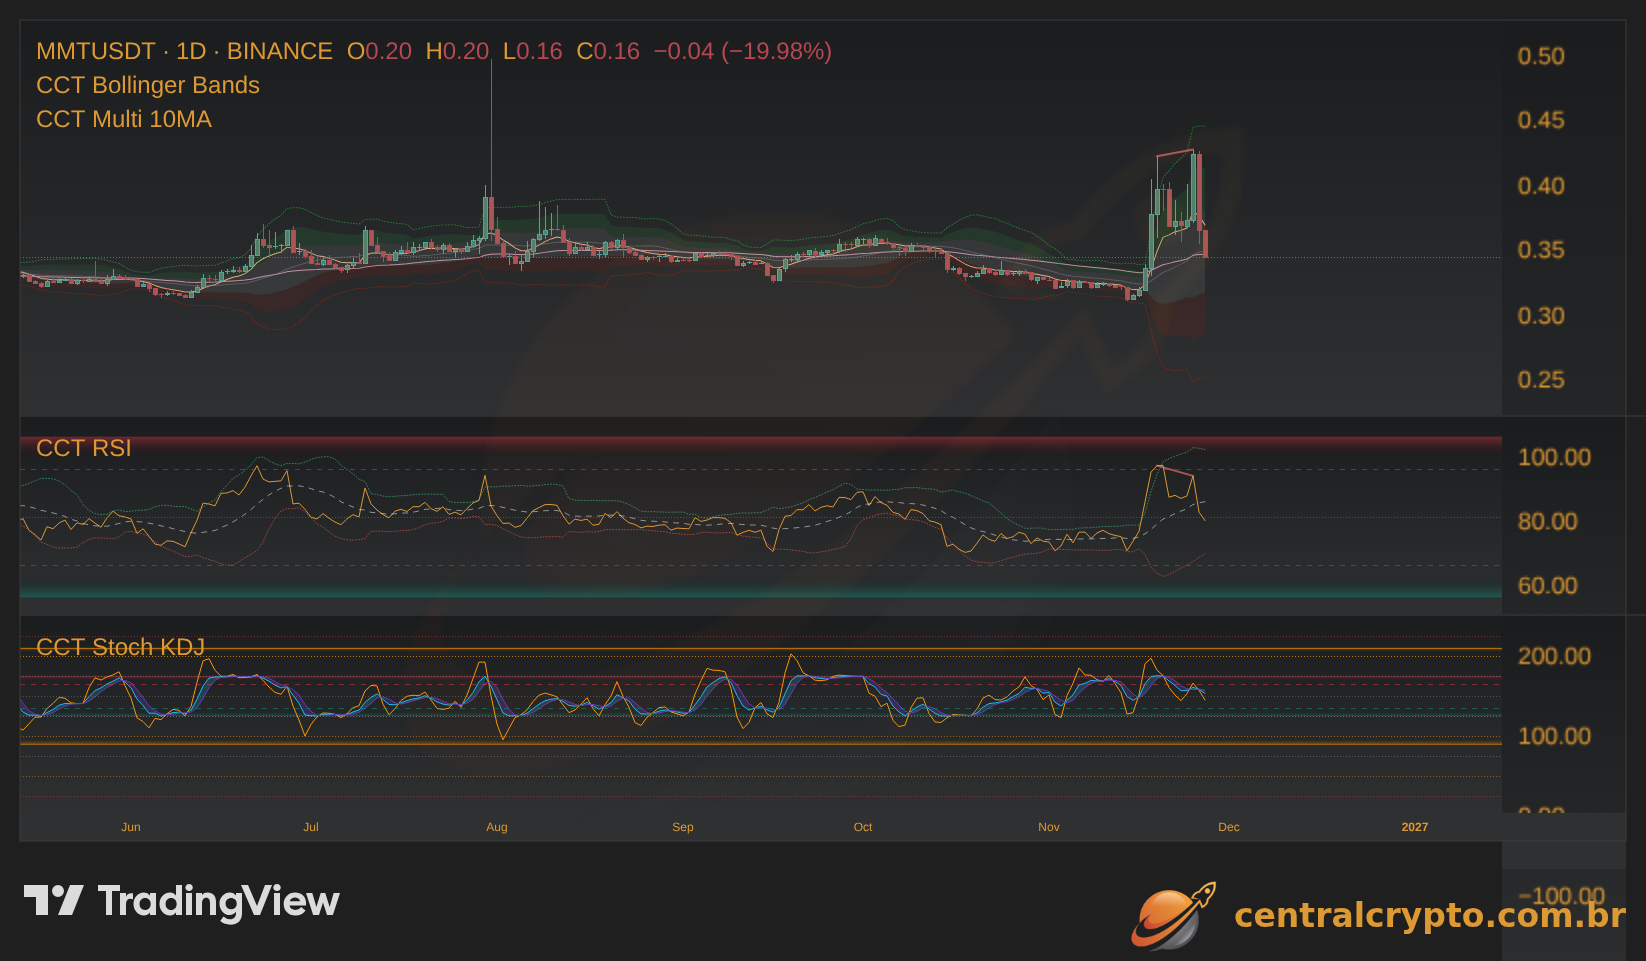 MMTUSDT · 1D · BINANCE O0.20 H0.20 L0.16 C0.16 −0.04 (−19.98%)
CCT Bollinger Bands
CCT Multi 10MA
0.50
0.45
0.40
0.35
0.30
0.25
CCT RSI
100.00
80.00
60.00
CCT Stoch KDJ
200.00
100.00
0.00
Jun Jul Aug Sep Oct Nov Dec 2027
−100.00
TradingView
centralcrypto.com.br